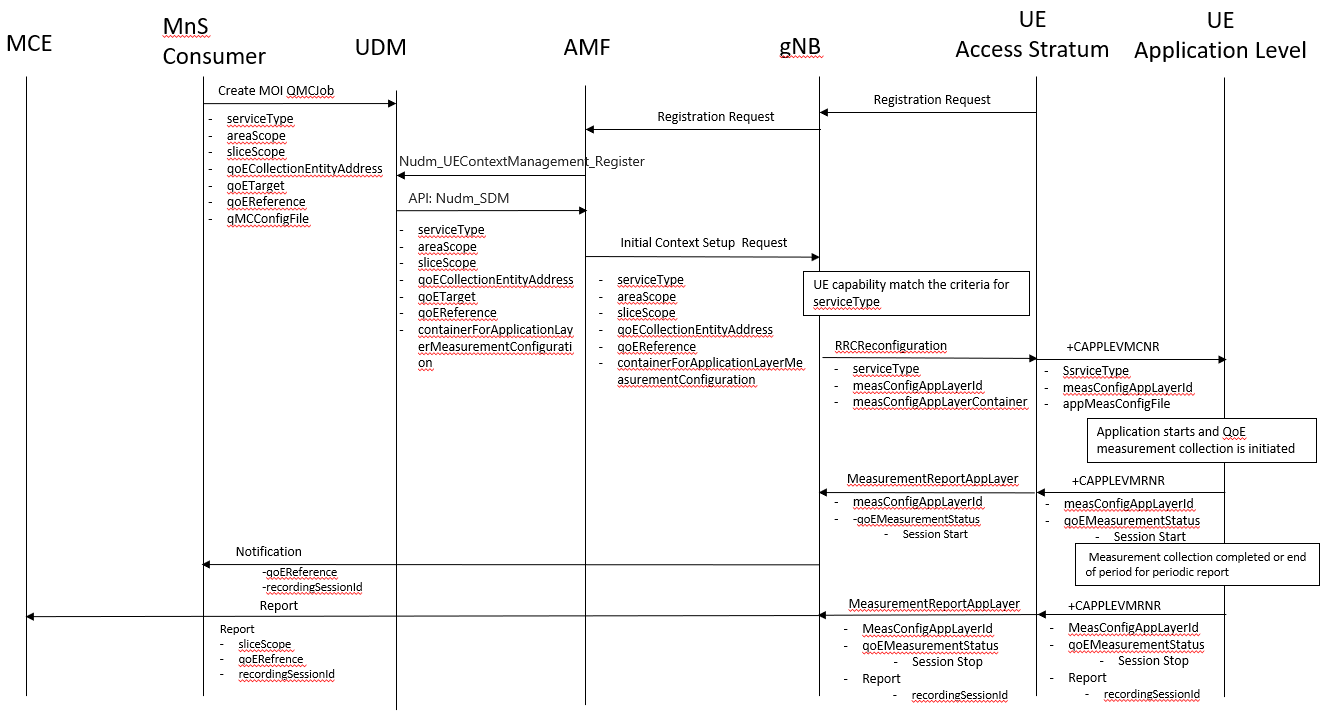 MCE
MnS
Consumer
UDM
AMF
gNB
UE
Access Stratum
UE
Application Level
Create MOI QMCJob
- serviceType
- areaScope
- sliceScope
- qoECollectionEntityAddress
- qoETarget
- qoEReference
- qMCConfigFile
Registration Request
Registration Request
Nudm_UEContextManagement_Register
API: Nudm_SDM
- serviceType
- areaScope
- sliceScope
- qoECollectionEntityAddress
- qoETarget
- qoEReference
- containerForApplicationLay
erMeasurementConfigurati
on
Initial Context Setup Request
- serviceType
- areaScope
- sliceScope
- qoECollectionEntityAddress
- qoEReference
- containerForApplicationLayerMe
asurementConfiguration
UE capability match the criteria for
serviceType
RRCReconfiguration
- serviceType
- measConfigAppLayerId
- measConfigAppLayerContainer
+CAPPLEVMCNR
- SsrviceType
- measConfigAppLayerId
- appMeasConfigFile
Application starts and QoE
measurement collection is initiated
MeasurementReportAppLayer
- measConfigAppLayerId
- -qoEMeasurementStatus
- Session Start
+CAPPLEVMRNR
- measConfigAppLayerId
- qoEMeasurementStatus
- Session Start
Measurement collection completed or end
of period for periodic report
Notification
-qoEReference
-recordingSessionId
Report
Report
- sliceScope
- qoERefrence
- recordingSessionId
MeasurementReportAppLayer
- MeasConfigAppLayerId
- qoEMeasurementStatus
- Session Stop
- Report
- recordingSessionId
+CAPPLEVMRNR
- MeasConfigAppLayerId
- qoEMeasurementStatus
- Session Stop
- Report
- recordingSessionId